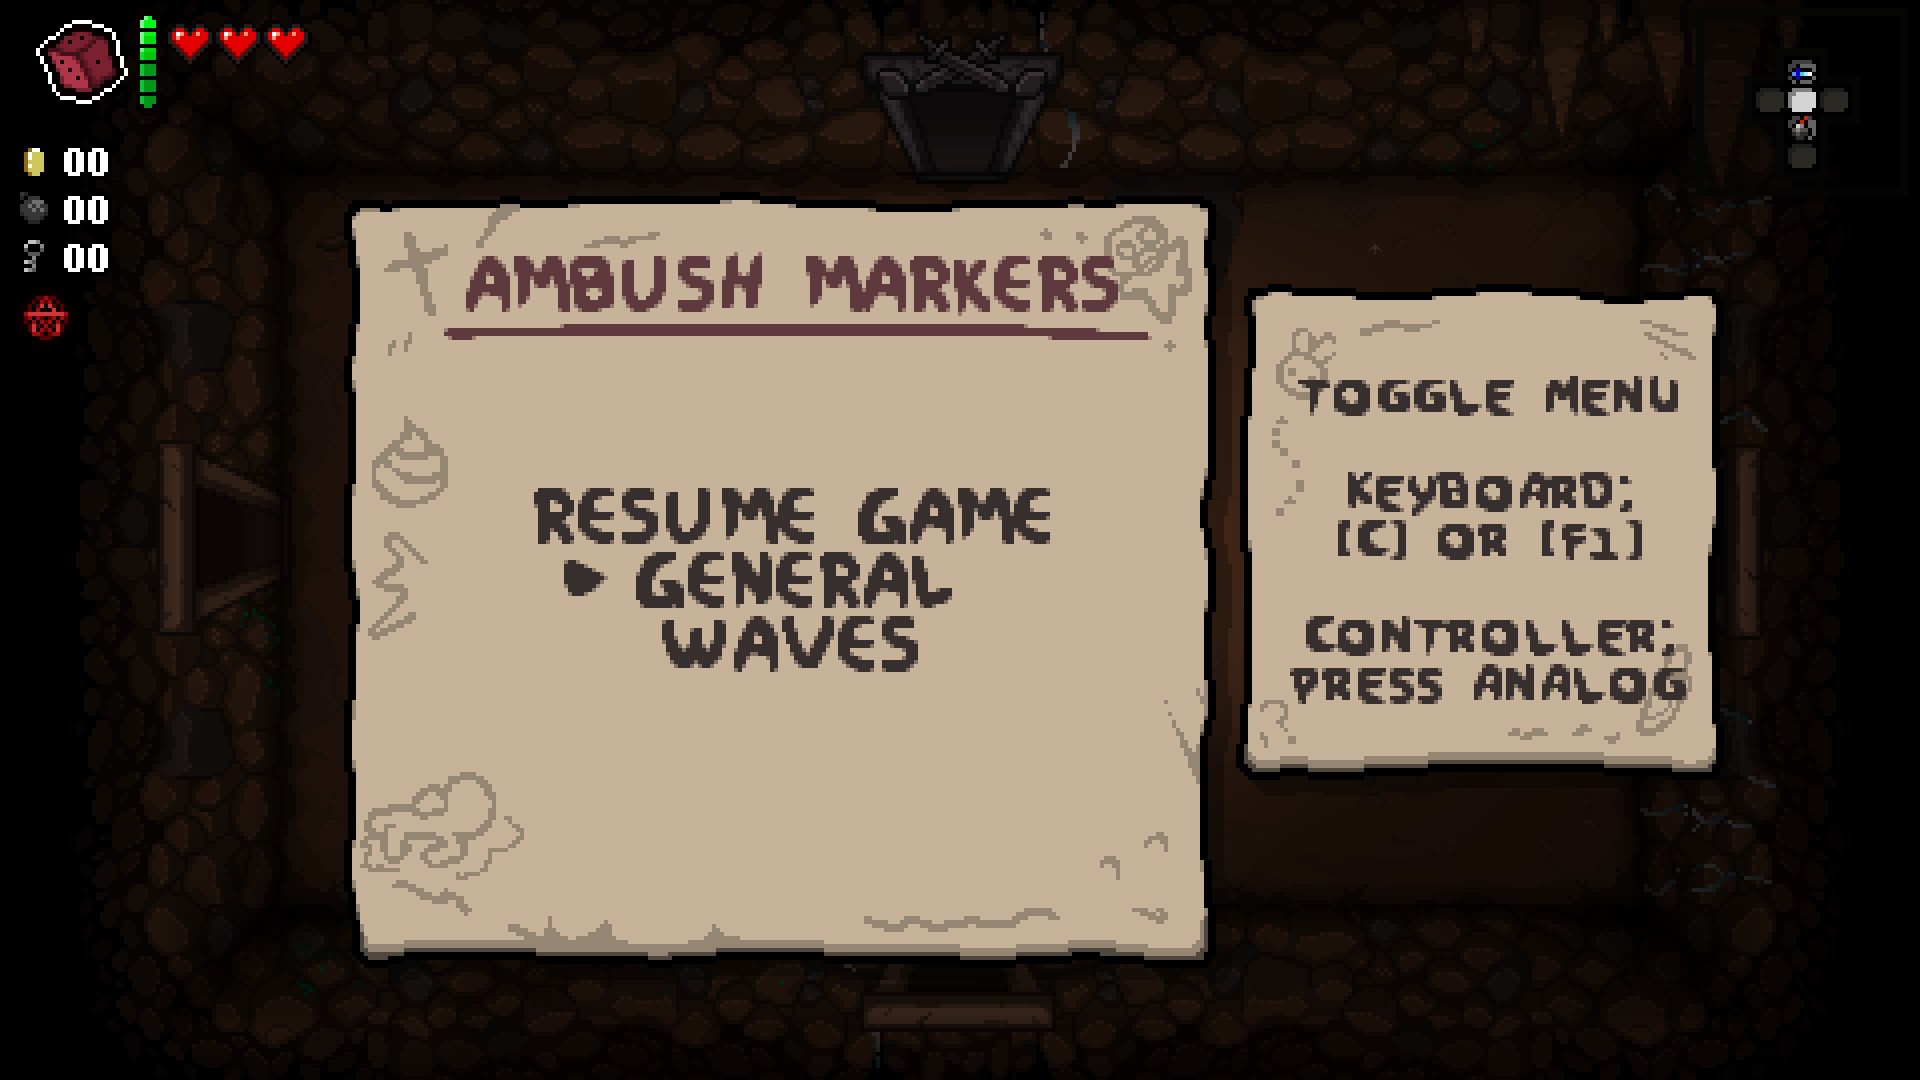 00
00
00
AMBUSH MARKERS
RESUME GAME
GENERAL
WAVES
TOGGLE MENU
KEYBOARD;
[C] OR [F1]
CONTROLLER;
PRESS ANALOG